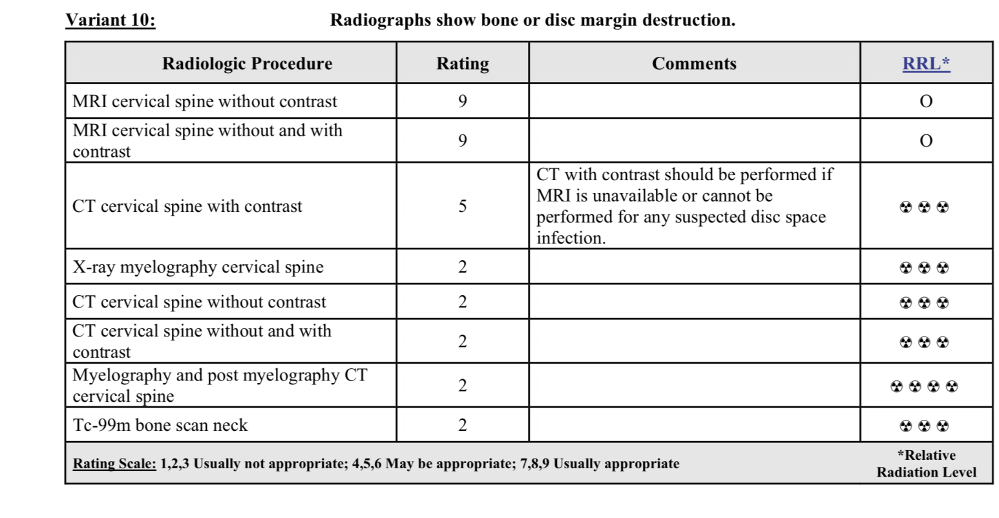 Variant 10: Radiographs show bone or disc margin destruction.
Radiologic Procedure Rating Comments RRL*
MRI cervical spine without contrast 9 O
MRI cervical spine without and with
contrast 9 O
CT cervical spine with contrast 5 CT with contrast should be performed if
MRI is unavailable or cannot be
performed for any suspected disc space
infection. ☢ ☢ ☢
X-ray myelography cervical spine 2 ☢ ☢ ☢
CT cervical spine without contrast 2 ☢ ☢ ☢
CT cervical spine without and with
contrast 2 ☢ ☢ ☢
Myelography and post myelography CT
cervical spine 2 ☢ ☢ ☢ ☢
Tc-99m bone scan neck 2 ☢ ☢ ☢
Rating Scale: 1,2,3 Usually not appropriate; 4,5,6 May be appropriate; 7,8,9 Usually appropriate
*Relative
Radiation Level